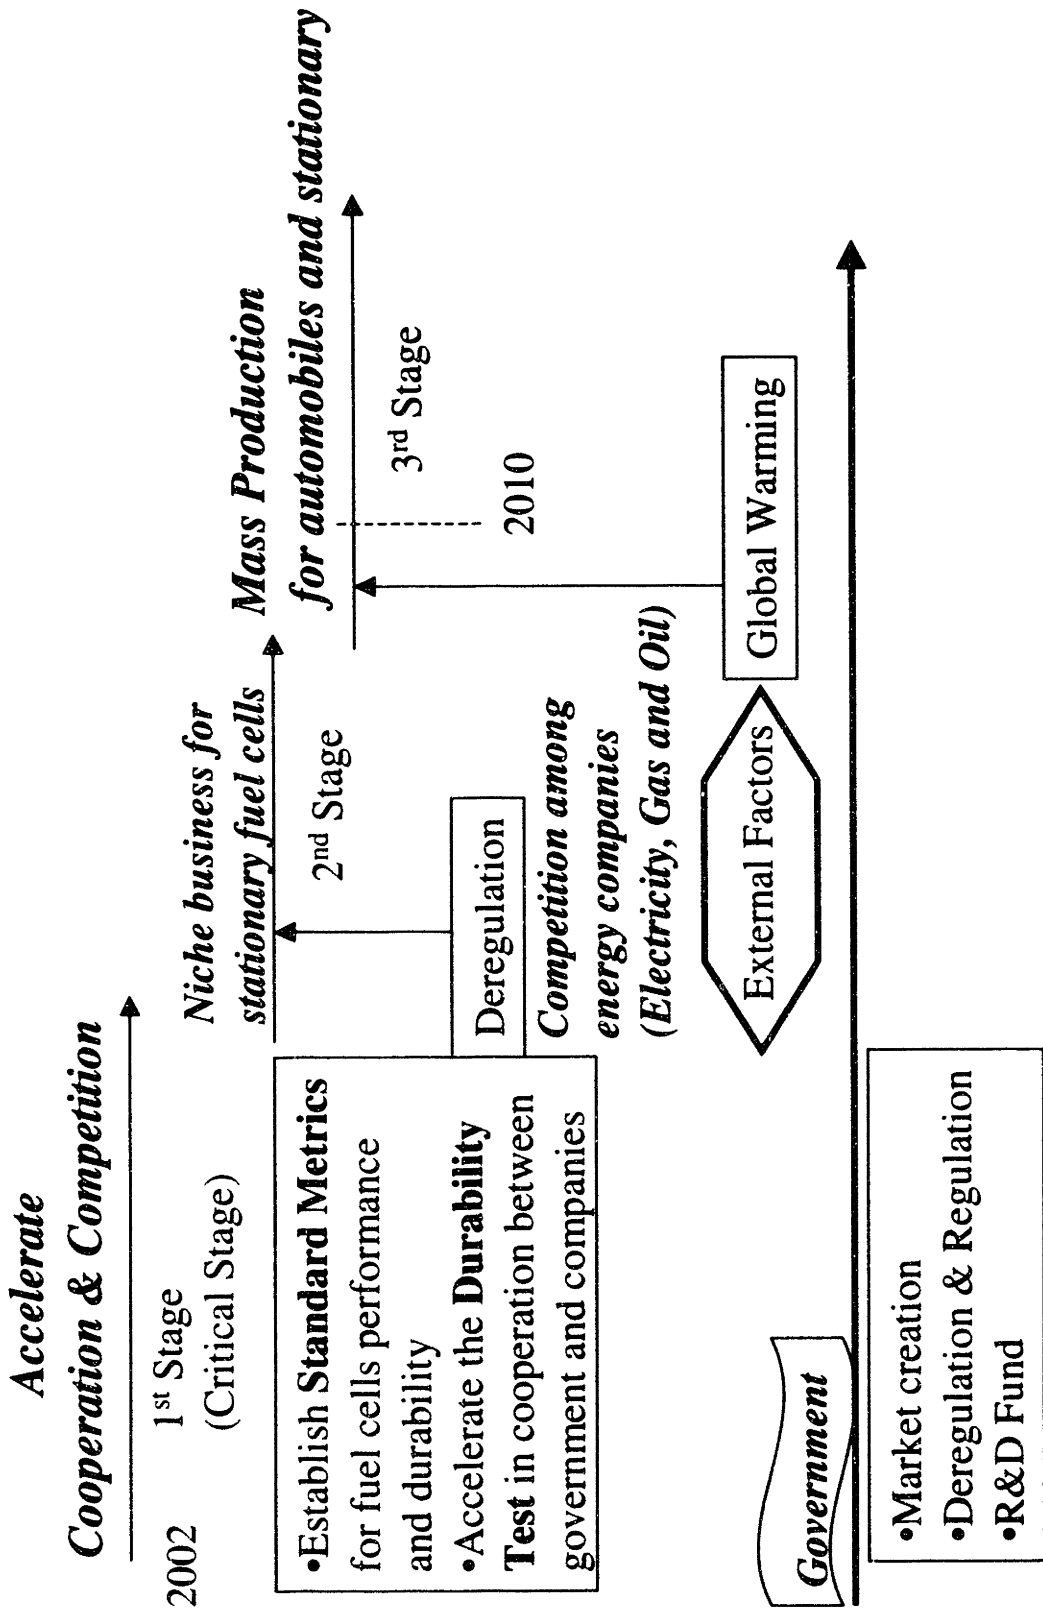 Accelerate
Cooperation & Competition
2002
1st Stage
(Critical Stage)
•Establish Standard Metrics
for fuel cells performance
and durability
•Accelerate the Durability
Test in cooperation between
government and companies
Niche business for
stationary fuel cells
2nd Stage
Deregulation
Competition among
energy companies
(Electricity, Gas and Oil)
Mass Production
for automobiles and stationary
3rd Stage
2010
External Factors
Global Warming
Government
•Market creation
•Deregulation & Regulation
•R&D Fund